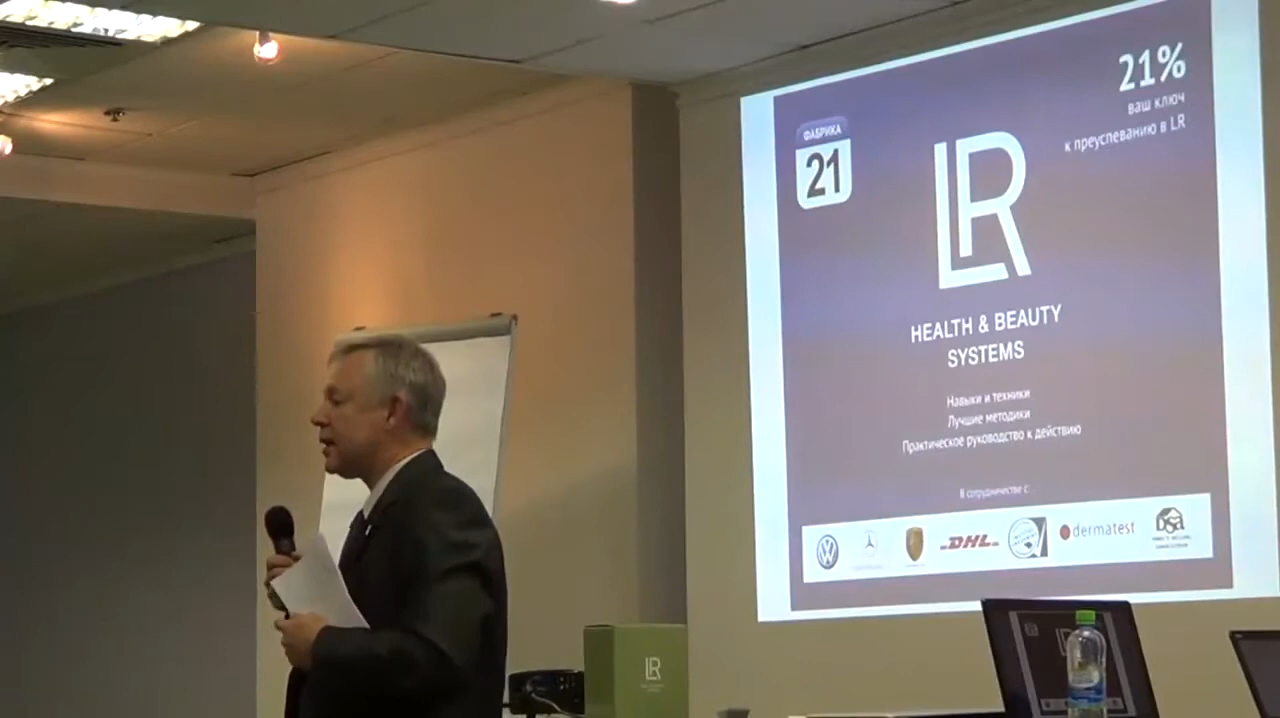 21%
ваш ключ
к преуспеванию в LR
ФАБРИКА
21
LR
HEALTH & BEAUTY
SYSTEMS
Навыки и техники
Лучшие методики
Практическое руководство к действию
В сотрудничестве с:
DHL
dermatest
DSA
LR